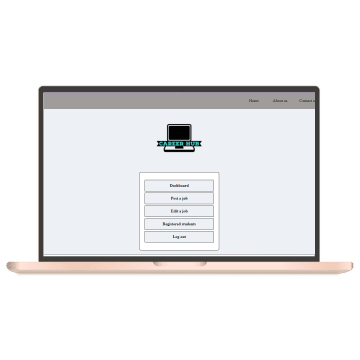 Home About us Contact u
CAREER HUB
Dashboard
Post a job
Edit a job
Registered students
Log out